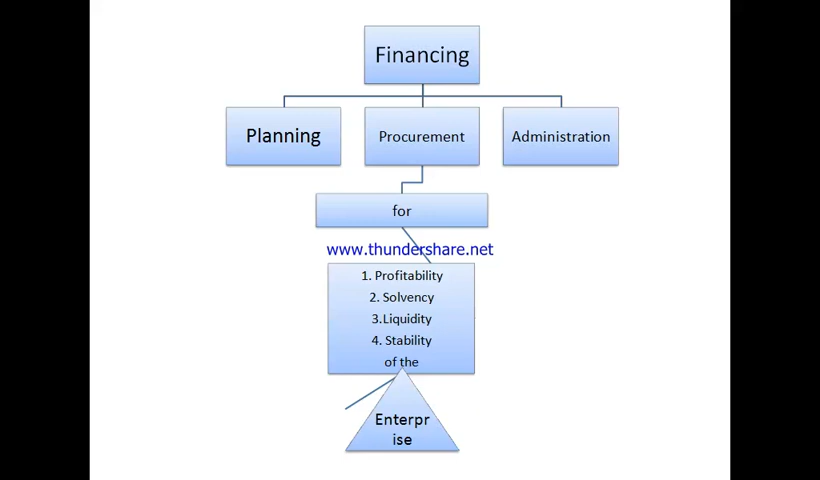 Financing
Planning
Procurement
Administration
for
www.thundershare.net
1. Profitability
2. Solvency
3.Liquidity
4. Stability
of the
Enterpr
ise